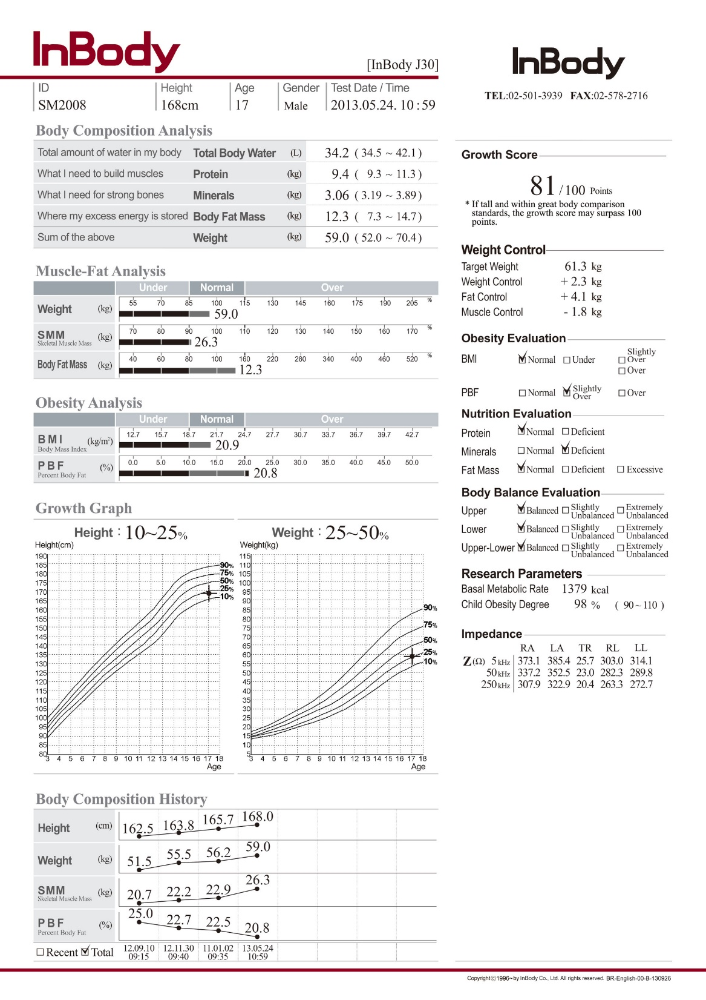 InBody
[InBody J30]
InBody
TEL:02-501-3939 FAX:02-578-2716
ID Height Age Gender Test Date / Time
SM2008 168cm 17 Male 2013.05.24. 10 : 59
Body Composition Analysis
Total amount of water in my body Total Body Water (L) 34.2 ( 34.5 ~ 42.1 )
What I need to build muscles Protein (kg) 9.4 ( 9.3 ~ 11.3 )
What I need for strong bones Minerals (kg) 3.06 ( 3.19 ~ 3.89 )
Where my excess energy is stored Body Fat Mass (kg) 12.3 ( 7.3 ~ 14.7 )
Sum of the above Weight (kg) 59.0 ( 52.0 ~ 70.4 )
Muscle-Fat Analysis
Under Normal Over
55 70 85 100 115 130 145 160 175 190 205 %
Weight (kg) 59.0
70 80 90 100 110 120 130 140 150 160 170 %
SMM (kg) 26.3
Skeletal Muscle Mass
40 60 80 100 160 220 280 340 400 460 520 %
Body Fat Mass (kg) 12.3
Obesity Analysis
Under Normal Over
12.7 15.7 18.7 21.7 24.7 27.7 30.7 33.7 36.7 39.7 42.7
BMI (kg/m²) 20.9
Body Mass Index
0.0 5.0 10.0 15.0 20.0 25.0 30.0 35.0 40.0 45.0 50.0
PBF (%) 20.8
Percent Body Fat
Growth Graph
Height : 10~25%
Height(cm)
190
185
180
175
170
165
160
155
150
145
140
135
130
125
120
115
110
105
100
95
90
85
80
90%
75%
50%
25%
10%
3 4 5 6 7 8 9 10 11 12 13 14 15 16 17 18
Age
Weight : 25~50%
Weight(kg)
115
110
105
100
95
90
85
80
75
70
65
60
55
50
45
40
35
30
25
20
15
10
5
90%
75%
50%
25%
10%
3 4 5 6 7 8 9 10 11 12 13 14 15 16 17 18
Age
Body Composition History
Height (cm) 162.5 163.8 165.7 168.0
Weight (kg) 51.5 55.5 56.2 59.0
SMM (kg) 20.7 22.2 22.9 26.3
Skeletal Muscle Mass
PBF (%) 25.0 22.7 22.5 20.8
Percent Body Fat
Recent Total 12.09.10 12.11.30 11.01.02 13.05.24
09:15 09:40 09:35 10:59
Growth Score
81 /100 Points
* If tall and within great body comparison
standards, the growth score may surpass 100
points.
Weight Control
Target Weight 61.3 kg
Weight Control + 2.3 kg
Fat Control + 4.1 kg
Muscle Control - 1.8 kg
Obesity Evaluation
BMI Normal Under Slightly Over
Over
PBF Normal Slightly Over Over
Nutrition Evaluation
Protein Normal Deficient
Minerals Normal Deficient
Fat Mass Normal Deficient Excessive
Body Balance Evaluation
Upper Balanced Slightly Unbalanced Extremely Unbalanced
Lower Balanced Slightly Unbalanced Extremely Unbalanced
Upper-Lower Balanced Slightly Unbalanced Extremely Unbalanced
Research Parameters
Basal Metabolic Rate 1379 kcal
Child Obesity Degree 98 % ( 90~110 )
Impedance
RA LA TR RL LL
Z(Ω) 5 kHz 373.1 385.4 25.7 303.0 314.1
50 kHz 337.2 352.5 23.0 282.3 289.8
250 kHz 307.9 322.9 20.4 263.3 272.7
Copyright©1996~by InBody Co., Ltd. All rights reserved. BR-English-00-B-130926